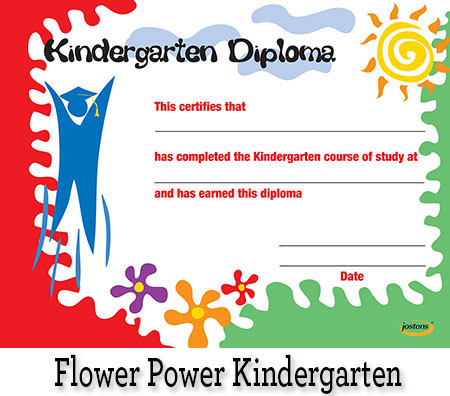 Kindergarten Diploma
This certifies that
has completed the Kindergarten course of study at
and has earned this diploma
Date
jostens
Flower Power Kindergarten